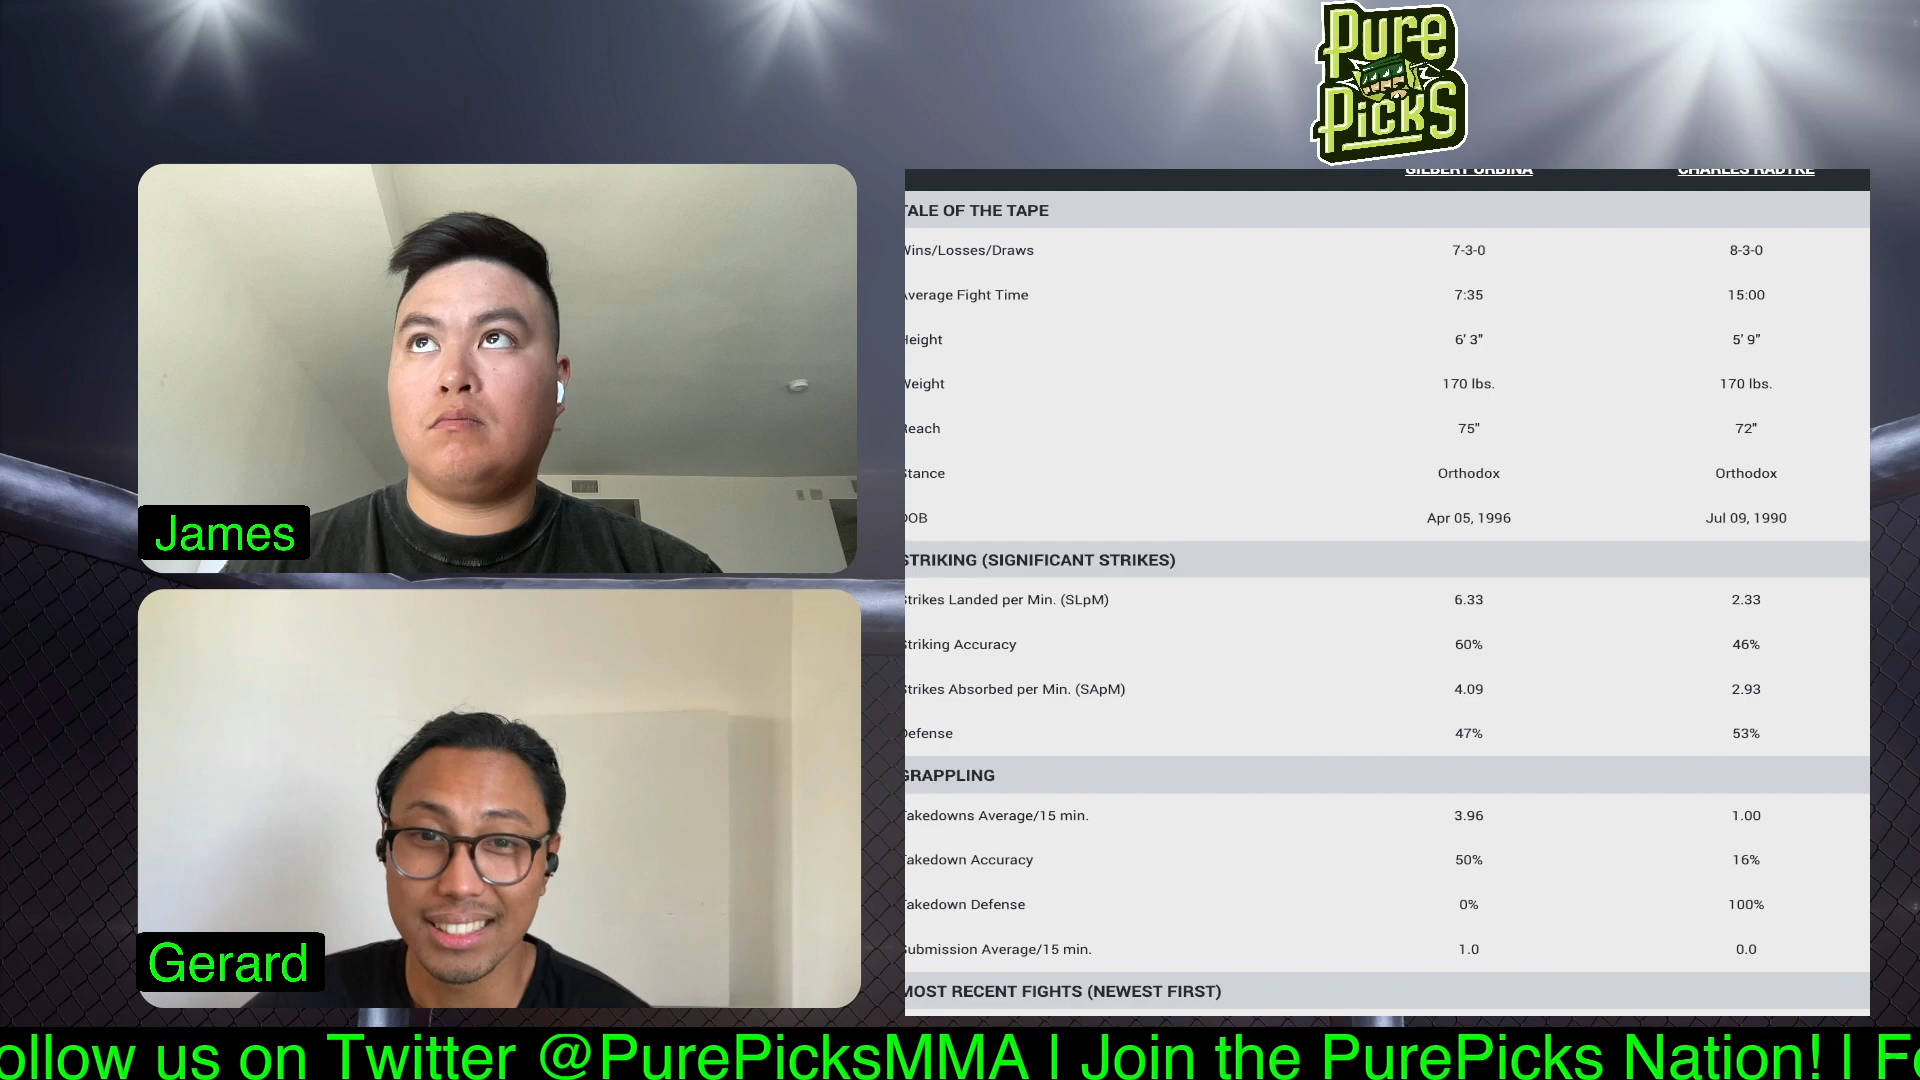 Pure
Picks
GILBERT URBINA CHARLES RADTKE
TALE OF THE TAPE
Wins/Losses/Draws 7-3-0 8-3-0
Average Fight Time 7:35 15:00
Height 6' 3" 5' 9"
Weight 170 lbs. 170 lbs.
Reach 75" 72"
Stance Orthodox Orthodox
DOB Apr 05, 1996 Jul 09, 1990
STRIKING (SIGNIFICANT STRIKES)
Strikes Landed per Min. (SLpM) 6.33 2.33
Striking Accuracy 60% 46%
Strikes Absorbed per Min. (SApM) 4.09 2.93
Defense 47% 53%
GRAPPLING
Takedowns Average/15 min. 3.96 1.00
Takedown Accuracy 50% 16%
Takedown Defense 0% 100%
Submission Average/15 min. 1.0 0.0
MOST RECENT FIGHTS (NEWEST FIRST)
James
Gerard
ollow us on Twitter @PurePicksMMA | Join the PurePicks Nation! | Fo